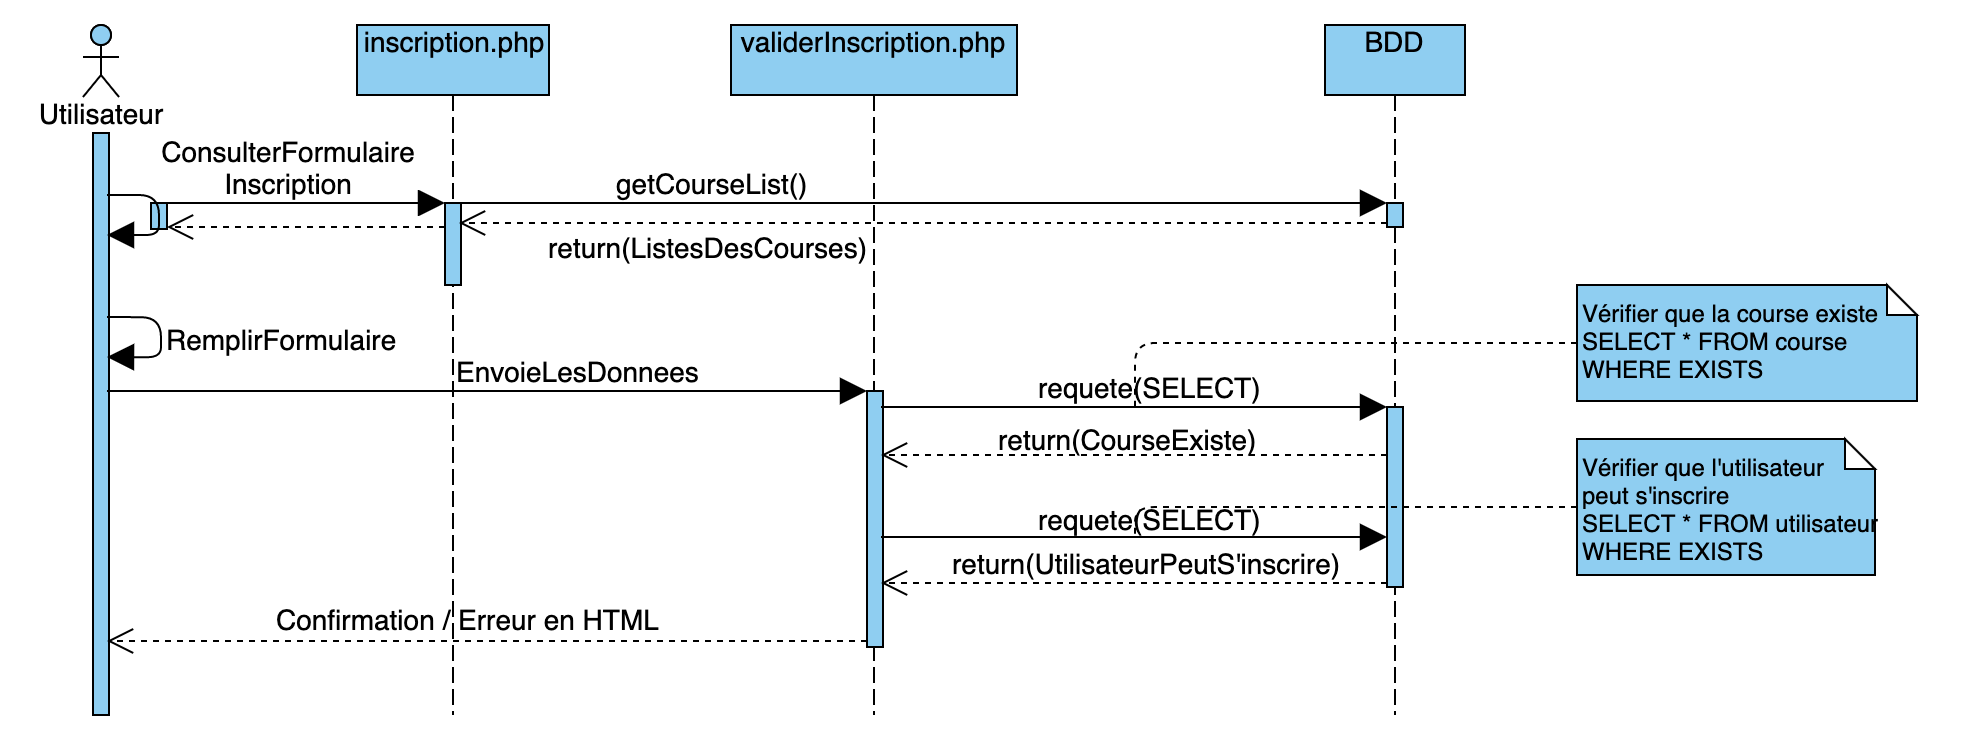 Utilisateur
inscription.php
validerInscription.php
BDD
ConsulterFormulaire
Inscription
getCourseList()
return(ListesDesCourses)
RemplirFormulaire
EnvoieLesDonnees
requete(SELECT)
Vérifier que la course existe
SELECT * FROM course
WHERE EXISTS
return(CourseExiste)
requete(SELECT)
Vérifier que l'utilisateur
peut s'inscrire
SELECT * FROM utilisateur
WHERE EXISTS
return(UtilisateurPeutS'inscrire)
Confirmation / Erreur en HTML